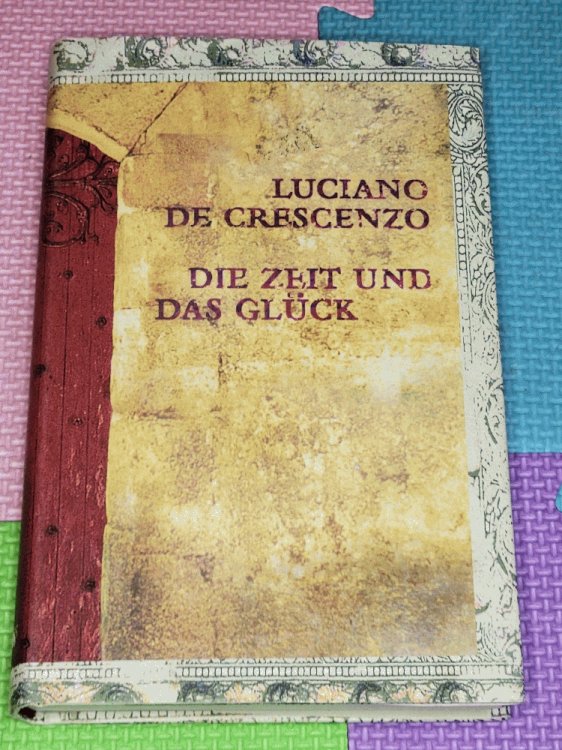 LUCIANO
DE CRESCENZO
DIE ZEIT UND
DAS GLÜCK